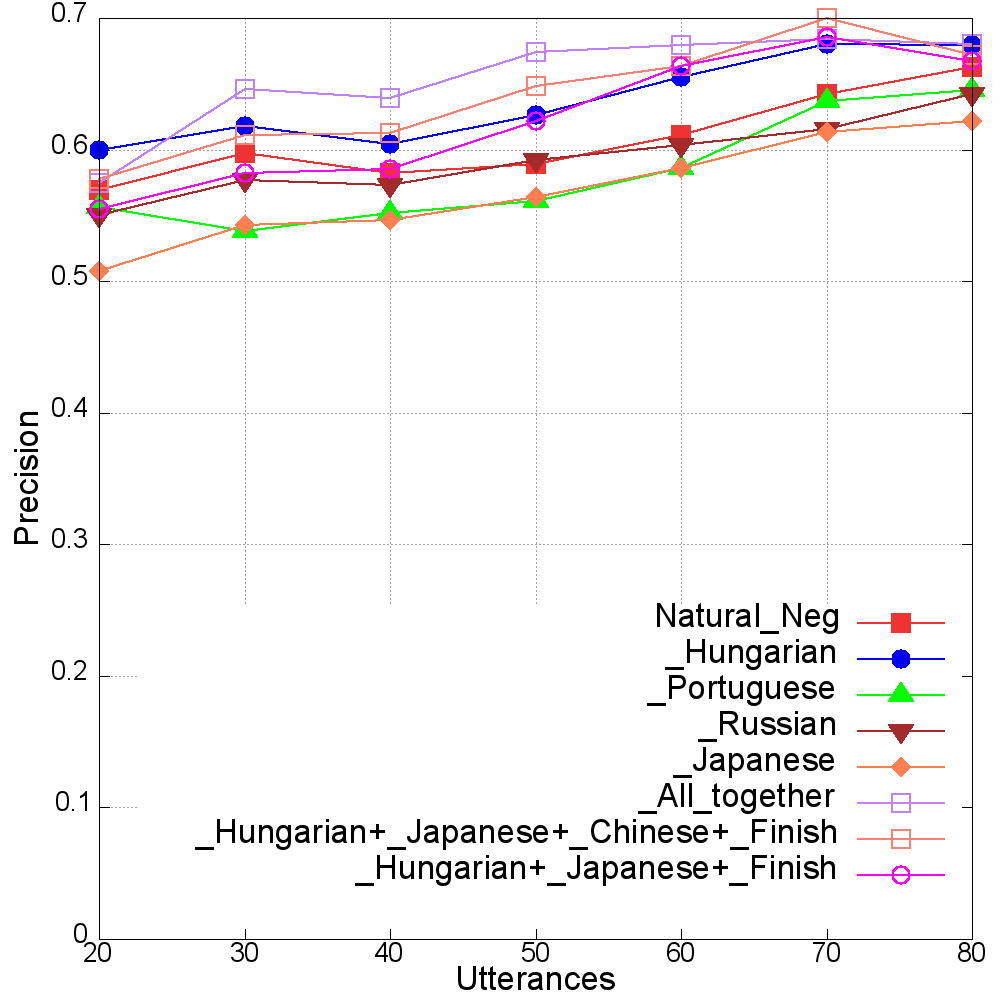 0.7
0.6
0.5
0.4
0.3
0.2
0.1
0
Precision
Natural_Neg
_Hungarian
_Portuguese
_Russian
_Japanese
_All_together
_Hungarian+_Japanese+_Chinese+_Finish
_Hungarian+_Japanese+_Finish
20 30 40 50 60 70 80
Utterances